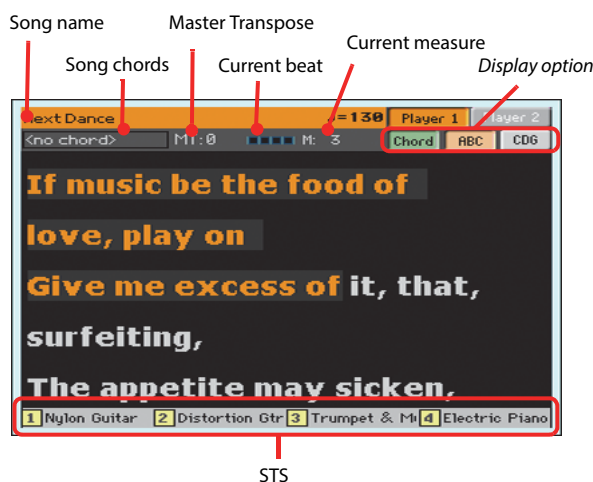 Song name
Master Transpose
Current measure
Song chords
Current beat
Display option
Next Dance ♩=130 Player 1 Player 2
<no chord> Mt:0 M: 3 Chord ABC CDG
If music be the food of
love, play on
Give me excess of it, that,
surfeiting,
The appetite may sicken,
1 Nylon Guitar 2 Distortion Gtr 3 Trumpet & Mu 4 Electric Piano
STS